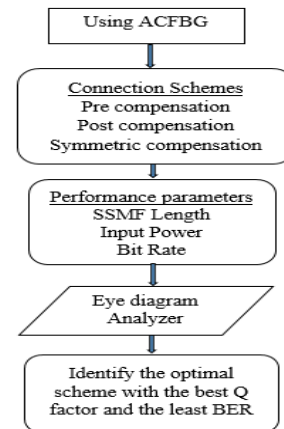 Using ACFBG
Connection Schemes
Pre compensation
Post compensation
Symmetric compensation
Performance parameters
SSMF Length
Input Power
Bit Rate
Eye diagram
Analyzer
Identify the optimal
scheme with the best Q
factor and the least BER